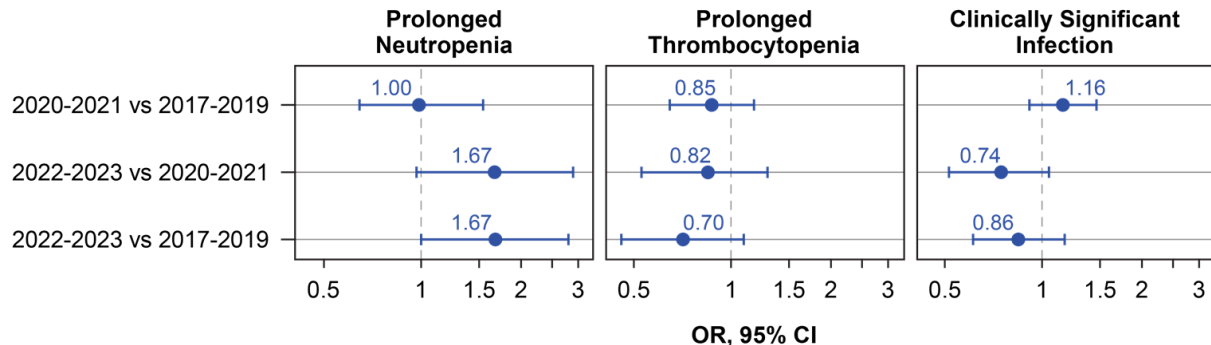 Prolonged
Neutropenia
Prolonged
Thrombocytopenia
Clinically Significant
Infection
2020-2021 vs 2017-2019
1.00
0.85
1.16
2022-2023 vs 2020-2021
1.67
0.82
0.74
2022-2023 vs 2017-2019
1.67
0.70
0.86
0.5 1 1.5 2 3
0.5 1 1.5 2 3
0.5 1 1.5 2 3
OR, 95% CI